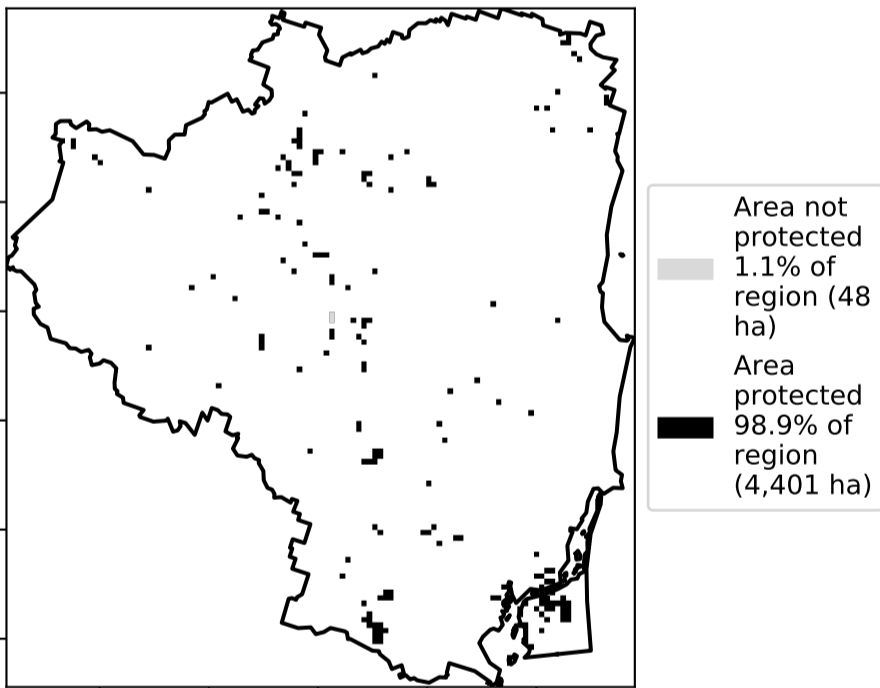 Area not
protected
1.1% of
region (48
ha)
Area
protected
98.9% of
region
(4,401 ha)